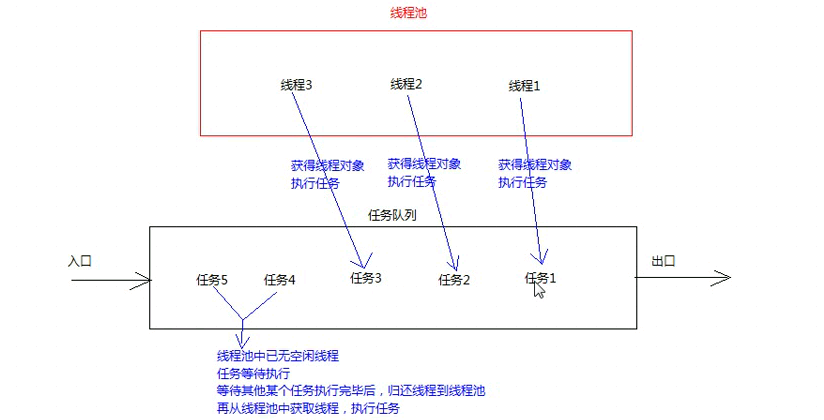 线程池
线程3
线程2
线程1
获得线程对象
执行任务
获得线程对象
执行任务
获得线程对象
执行任务
任务队列
入口
出口
任务5
任务4
任务3
任务2
任务1
线程池中已无空闲线程
任务等待执行
等待其他某个任务执行完毕后，归还线程到线程池
再从线程池中获取线程，执行任务